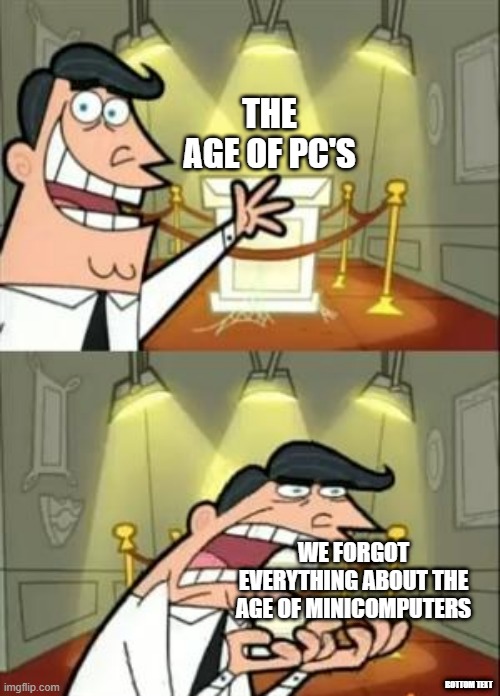 THE
AGE OF PC'S
WE FORGOT
EVERYTHING ABOUT THE
AGE OF MINICOMPUTERS
BOTTOM TEXT
imgflip.com